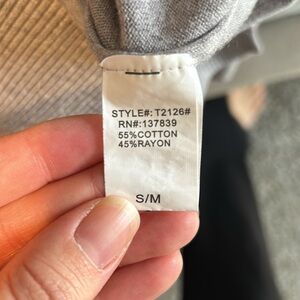 STYLE#: T2126#
RN#:137839
55%COTTON
45%RAYON
S/M